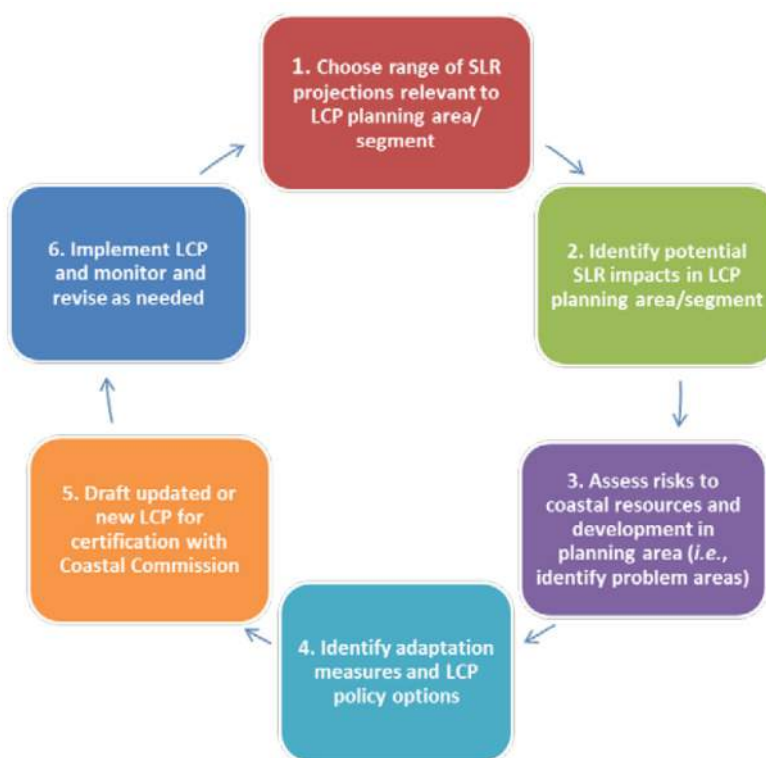 1. Choose range of SLR
projections relevant to
LCP planning area/
segment
2. Identify potential
SLR impacts in LCP
planning area/segment
3. Assess risks to
coastal resources and
development in
planning area (i.e.,
identify problem areas)
4. Identify adaptation
measures and LCP
policy options
5. Draft updated or
new LCP for
certification with
Coastal Commission
6. Implement LCP
and monitor and
revise as needed